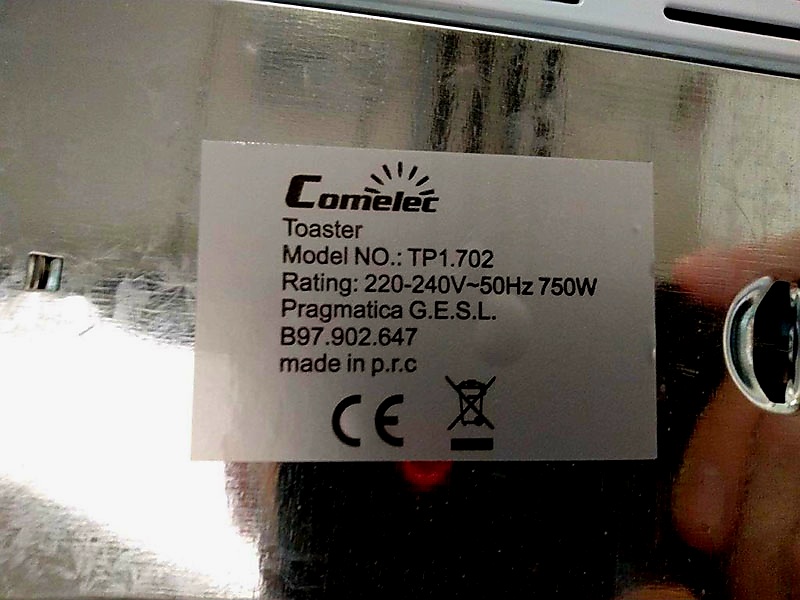 Comelec
Toaster
Model NO.: TP1.702
Rating: 220-240V~50Hz 750W
Pragmatica G.E.S.L.
B97.902.647
made in p.r.c
CE